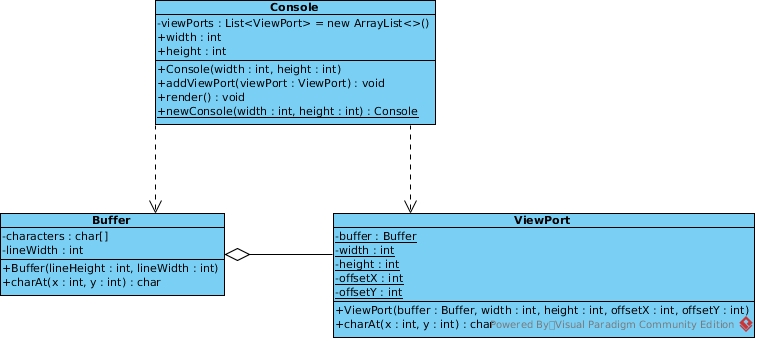 Console
-viewPorts : List<ViewPort> = new ArrayList<>()
+width : int
+height : int
+Console(width : int, height : int)
+addViewPort(viewPort : ViewPort) : void
+render() : void
+newConsole(width : int, height : int) : Console
Buffer
-characters : char[]
-lineWidth : int
+Buffer(lineHeight : int, lineWidth : int)
+charAt(x : int, y : int) : char
ViewPort
-buffer : Buffer
-width : int
-height : int
-offsetX : int
-offsetY : int
+ViewPort(buffer : Buffer, width : int, height : int, offsetX : int, offsetY : int)
+charAt(x : int, y : int) : char
Powered By Visual Paradigm Community Edition